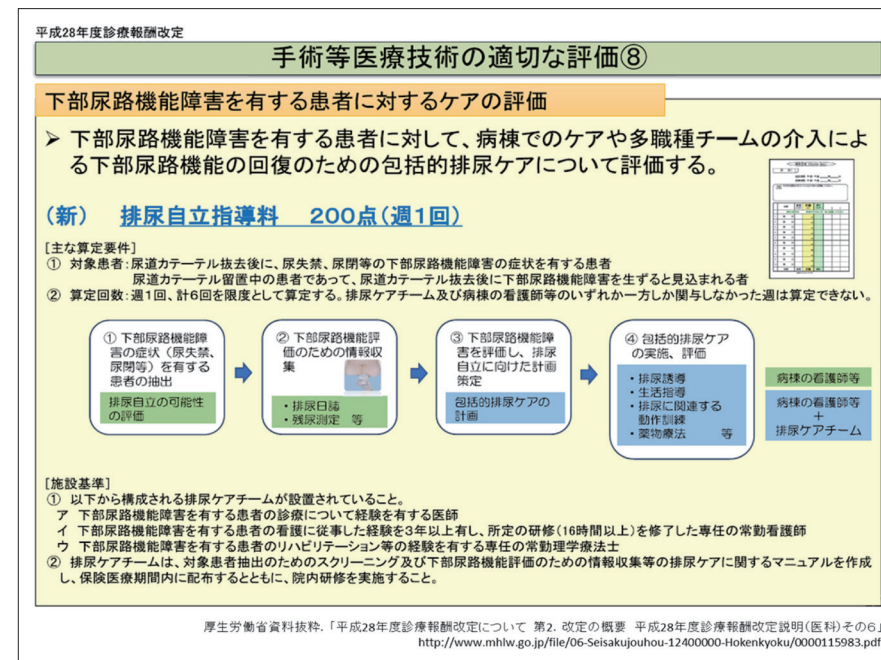 平成28年度診療報酬改定
手術等医療技術の適切な評価⑧
下部尿路機能障害を有する患者に対するケアの評価
➢ 下部尿路機能障害を有する患者に対して、病棟でのケアや多職種チームの介入によ
る下部尿路機能の回復のための包括的排尿ケアについて評価する。
(新) 排尿自立指導料 200点(週1回)
[主な算定要件]
① 対象患者:尿道カテーテル抜去後に、尿失禁、尿閉等の下部尿路機能障害の症状を有する患者
尿道カテーテル留置中の患者であって、尿道カテーテル抜去後に下部尿路機能障害を生ずると見込まれる者
② 算定回数:週1回、計6回を限度として算定する。排尿ケアチーム及び病棟の看護師等のいずれか一方しか関与しなかった週は算定できない。
① 下部尿路機能障
害の症状（尿失禁、
尿閉等）を有する
患者の抽出
排尿自立の可能性
の評価
② 下部尿路機能評
価のための情報収
集
・排尿日誌
・残尿測定 等
③ 下部尿路機能障
害を評価し、排尿
自立に向けた計画
策定
包括的排尿ケアの
計画
④ 包括的排尿ケア
の実施、評価
・排尿誘導
・生活指導
・排尿に関連する
動作訓練
・薬物療法 等
病棟の看護師等
病棟の看護師等
+
排尿ケアチーム
[施設基準]
① 以下から構成される排尿ケアチームが設置されていること。
ア 下部尿路機能障害を有する患者の診療について経験を有する医師
イ 下部尿路機能障害を有する患者の看護に従事した経験を3年以上有し、所定の研修(16時間以上)を修了した専任の常勤看護師
ウ 下部尿路機能障害を有する患者のリハビリテーション等の経験を有する専任の常勤理学療法士
② 排尿ケアチームは、対象患者抽出のためのスクリーニング及び下部尿路機能評価のための情報収集等の排尿ケアに関するマニュアルを作成
し、保険医療期間内に配布するとともに、院内研修を実施すること。
厚生労働省資料抜粋.「平成28年度診療報酬改定について 第2. 改定の概要 平成28年度診療報酬改定説明(医科)その6」
http://www.mhlw.go.jp/file/06-Seisakujouhou-12400000-Hokenkyoku/0000115983.pdf